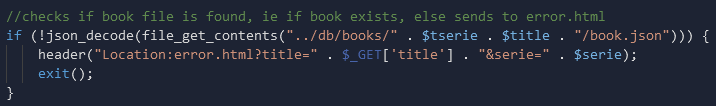 //checks if book file is found, ie if book exists, else sends to error.html
if (!json_decode(file_get_contents("../db/books/" . $tserie . $title . "/book.json"))) {
    header("Location:error.html?title=" . $_GET['title'] . "&serie=" . $serie);
    exit();
}